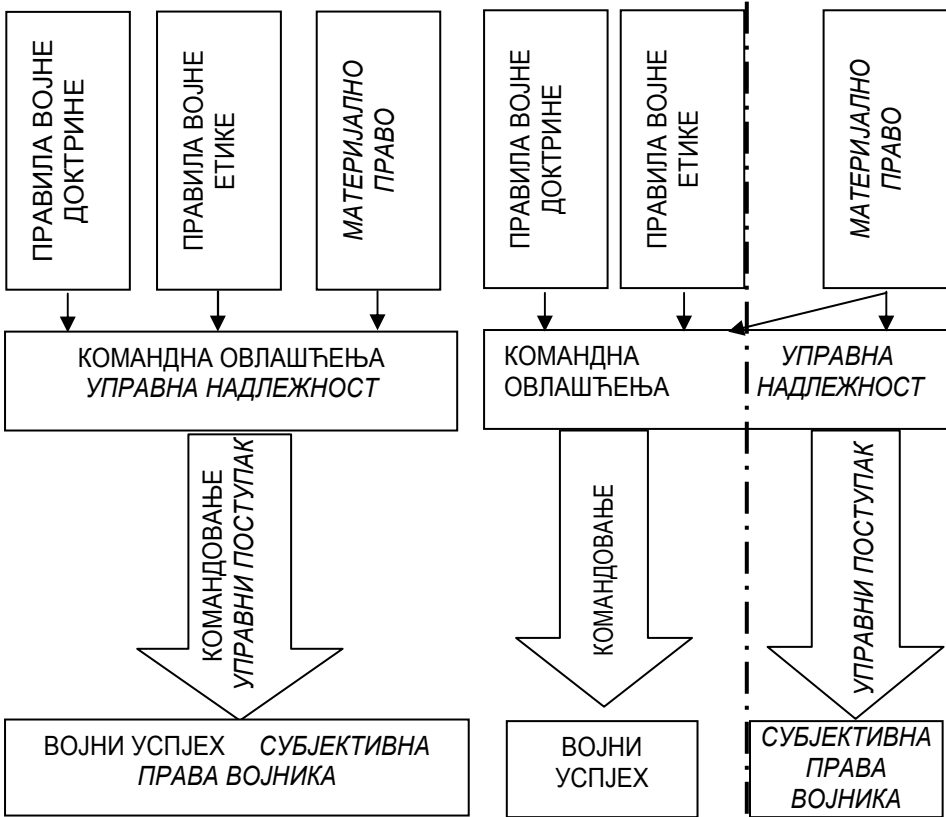 ПРАВИЛА ВОЈНЕ
ДОКТРИНЕ
ПРАВИЛА ВОЈНЕ
ЕТИКЕ
МАТЕРИЈАЛНО
ПРАВО
ПРАВИЛА ВОЈНЕ
ДОКТРИНЕ
ПРАВИЛА ВОЈНЕ
ЕТИКЕ
МАТЕРИЈАЛНО
ПРАВО
КОМАНДНА ОВЛАШЋЕЊА
УПРАВНА НАДЛЕЖНОСТ
КОМАНДНА
ОВЛАШЋЕЊА
УПРАВНА
НАДЛЕЖНОСТ
КОМАНДОВАЊЕ
УПРАВНИ ПОСТУПАК
КОМАНДОВАЊЕ
УПРАВНИ ПОСТУПАК
ВОЈНИ УСПЈЕХ СУБЈЕКТИВНА
ПРАВА ВОЈНИКА
ВОЈНИ
УСПЈЕХ
СУБЈЕКТИВНА
ПРАВА
ВОЈНИКА